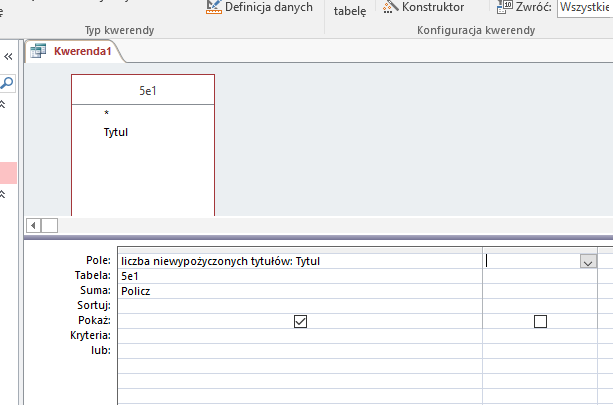 Definicja danych
tabelę
Konstruktor
Zwróć:
Wszystkie
Typ kwerendy
Konfiguracja kwerendy
Kwerenda1
5e1
*
Tytul
Pole: liczba niewypożyczonych tytułów: Tytul
Tabela: 5e1
Suma: Policz
Sortuj:
Pokaż:
Kryteria:
lub: